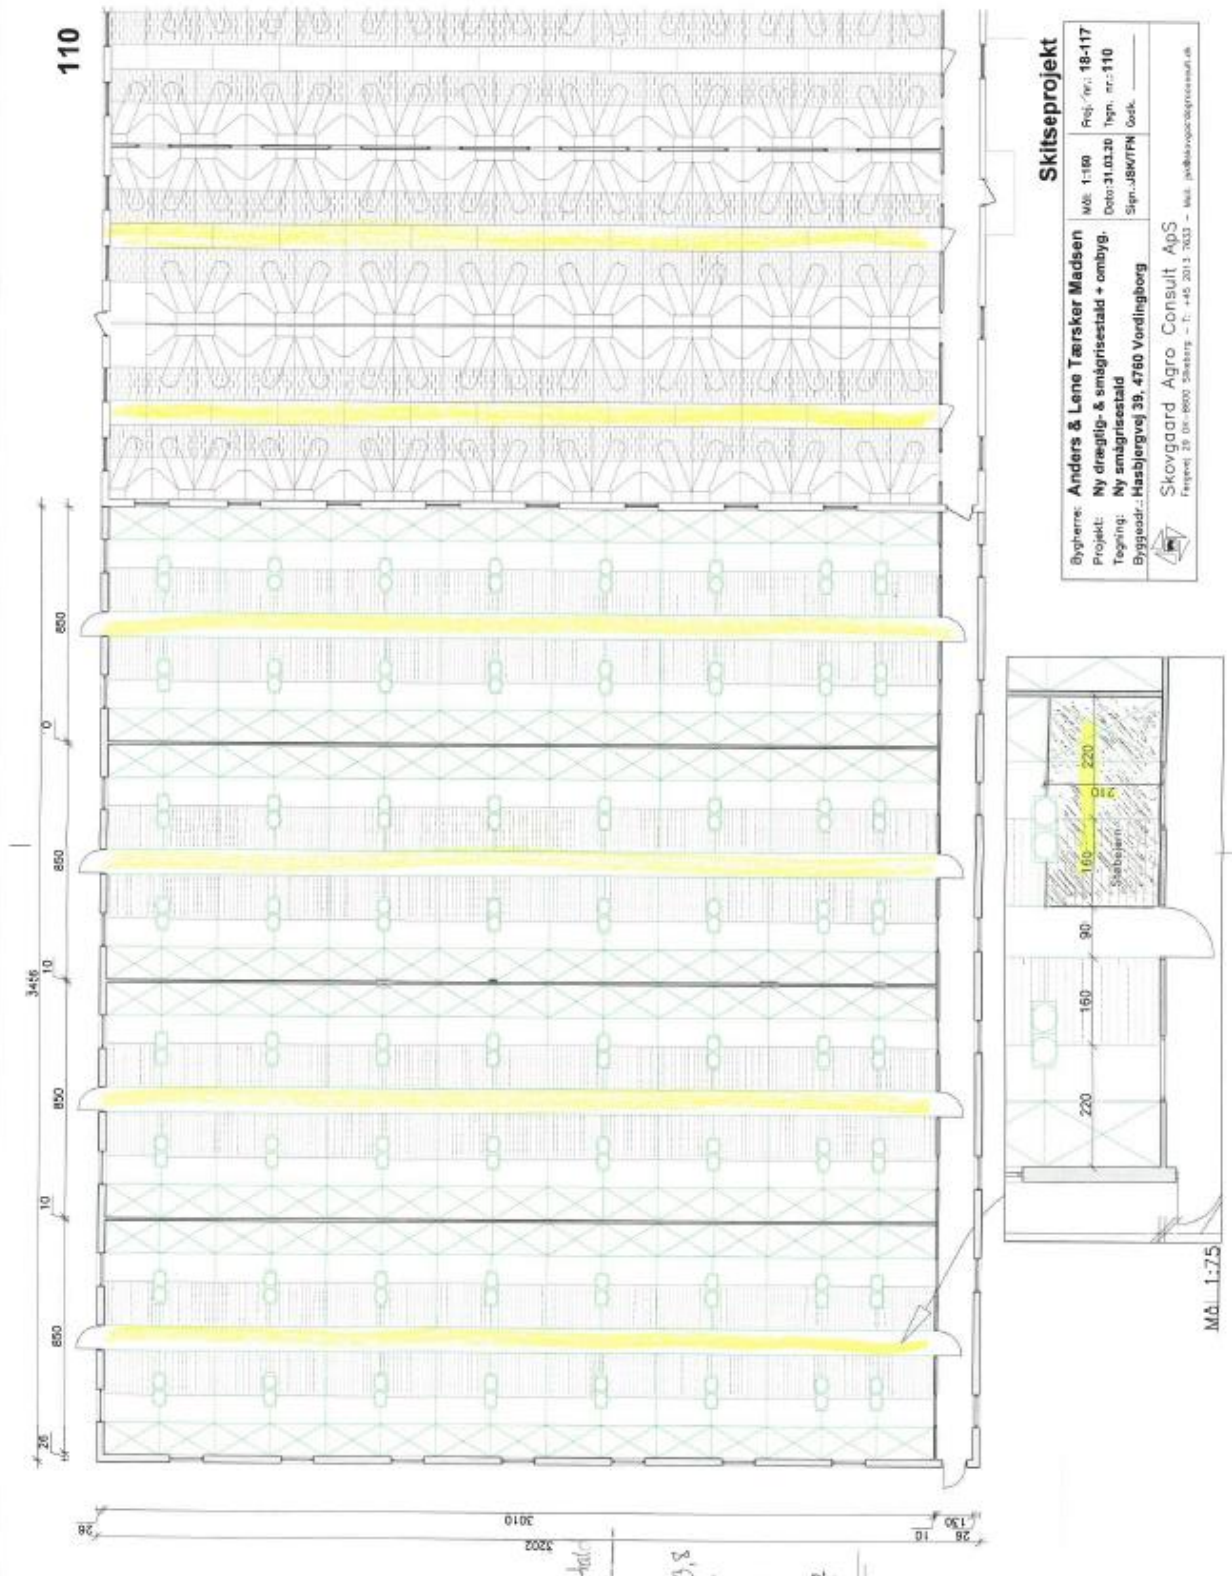 110
Skitseprojekt
Bygherre: Anders & Lene Tærsker Madsen
Projekt: Ny drægtig- & smågrisestald + ombyg.
Tegning: Ny smågrisestald
Byggeadr.: Hasbjergvej 39, 4760 Vordingborg
Mål: 1:150
Proj. nr.: 18-117
Dato: 31.03.20
Tegn. nr.: 110
Sign.: JSK/TFN
Godk.
Skovgaard Agro Consult ApS
26
850
10
850
10
850
0
850
3456
220
160
90
160
220
210
Støbejern
Mål 1:75
26
3010
10
130
26
3202